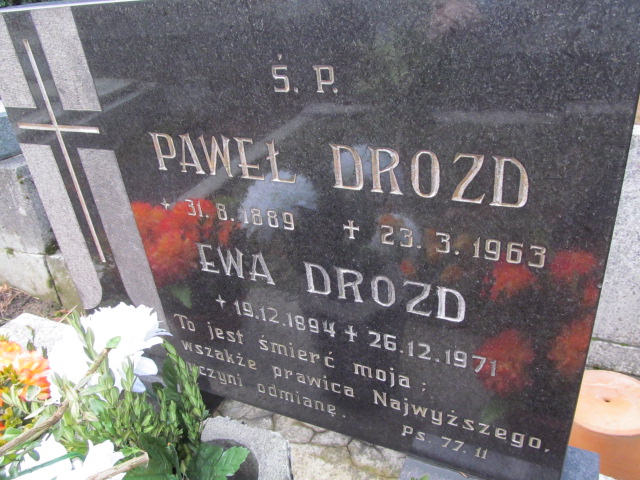 Ś. P.
PAWEŁ DROZD
31.8.1889 ✝ 23.3.1963
EWA DROZD
19.12.1894 ✝ 26.12.1971
To jest śmierć moja;
wszakże prawica Najwyższego,
uczyni odmianę.
Ps 77.11